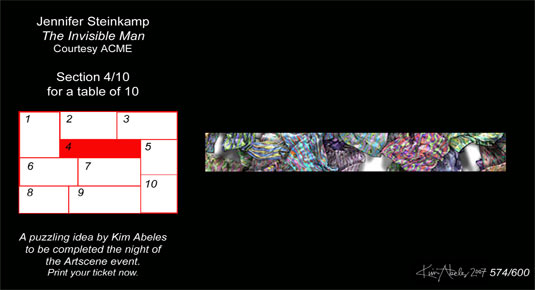 Jennifer Steinkamp
The Invisible Man
Courtesy ACME
Section 4/10
for a table of 10
1
2
3
4
5
6
7
8
9
10
A puzzling idea by Kim Abeles
to be completed the night of
the Artscene event.
Print your ticket now.
Kim Abeles 2007 574/600